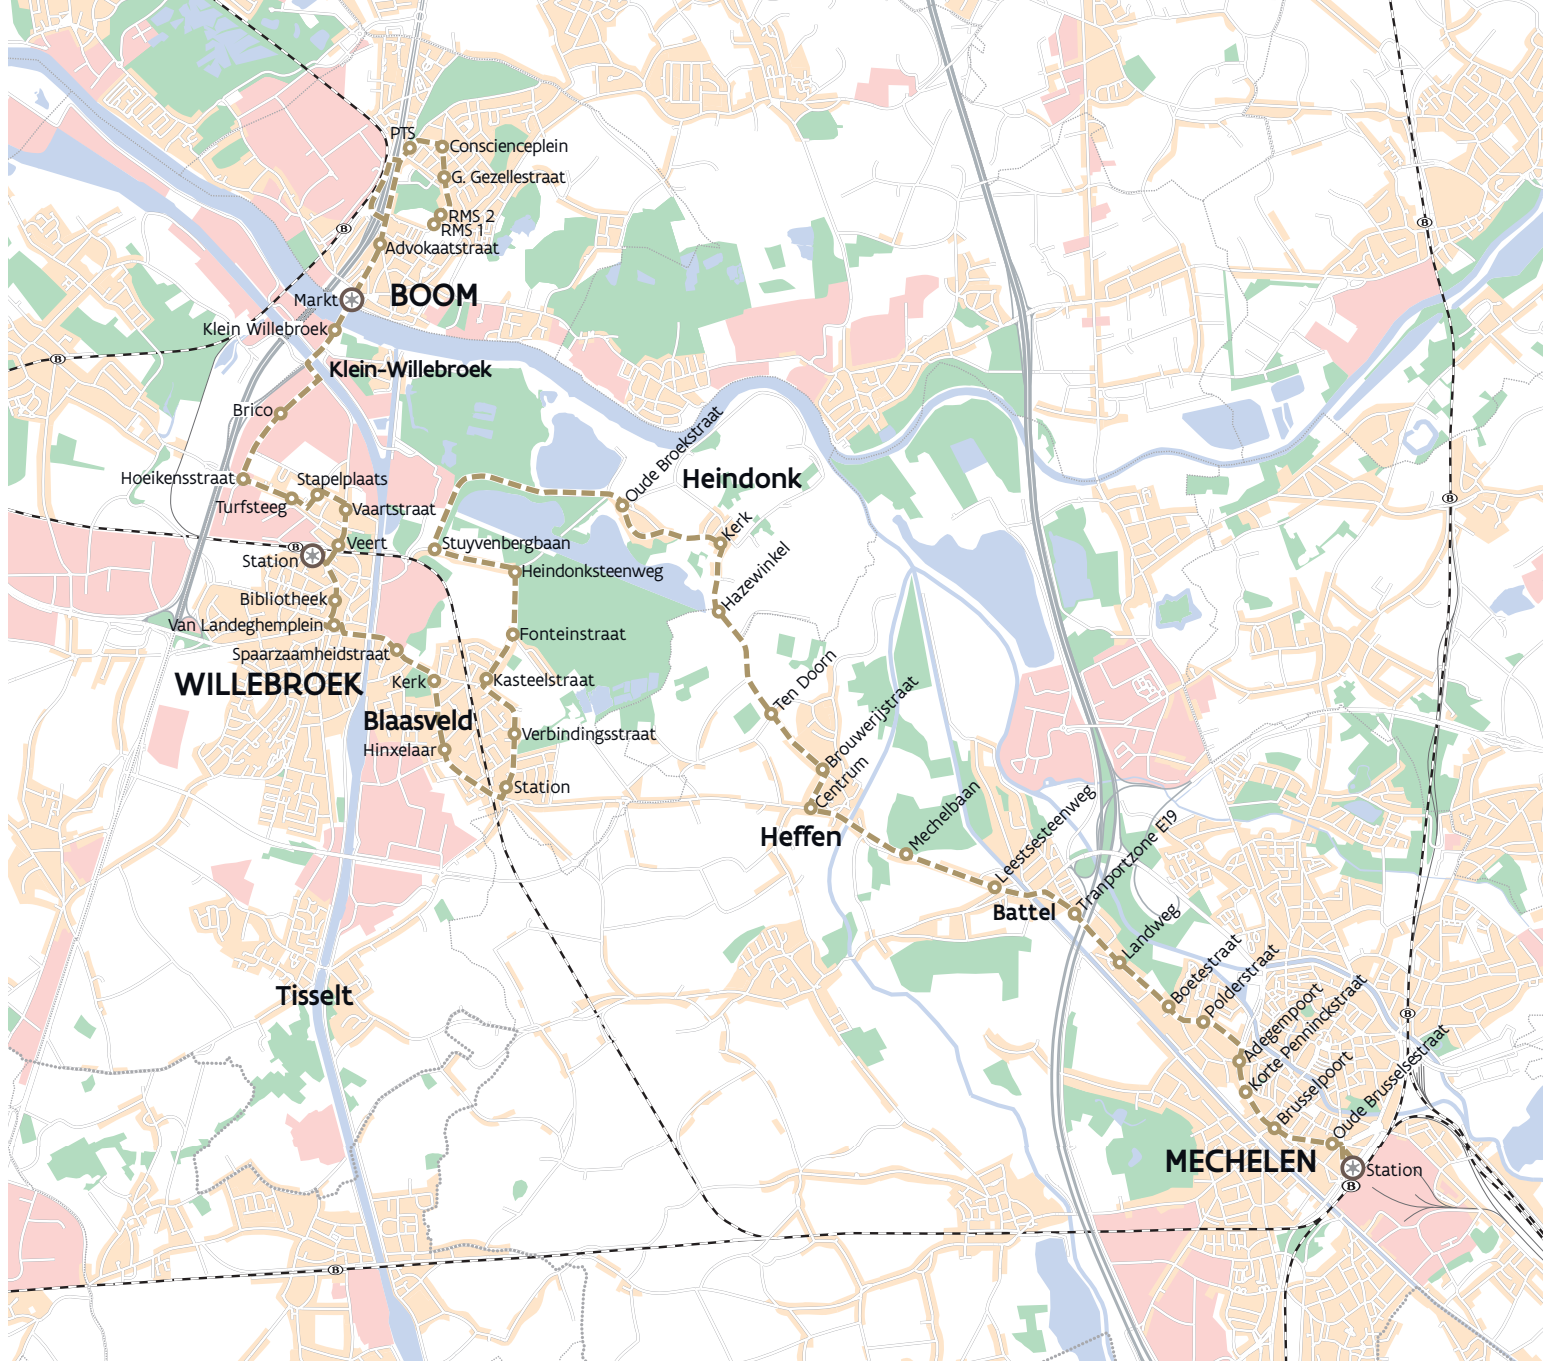 PTS
Conscienceplein
G. Gezellestraat
RMS 2
RMS 1
B
Advokaatstraat
B
Markt
BOOM
Klein Willebroek
B
Klein-Willebroek
Brico
Oude Broekstraat
Hoeikensstraat
Stapelplaats
Heindonk
Turfsteeg
Vaartstraat
B
Kerk
B
Veert
Stuyvenbergbaan
Station
Heindonksteenweg
Hazewinkel
Bibliotheek
Van Landeghemplein
Fonteinstraat
Spaarzaamheidstraat
WILLEBROEK
Kerk
Kasteelstraat
Ten Doorn
Blaasveld
Brouwerijstraat
Hinxelaar
Verbindingsstraat
Station
Centrum
Heffen
Mechelbaan
Leestsesteenweg
Tranportzone E19
Battel
Landweg
Tisselt
Boetestraat
Polderstraat
B
Adegempoort
Korte Penninckstraat
Brusselpoort
Oude Brusselsestraat
MECHELEN
Station
B
B